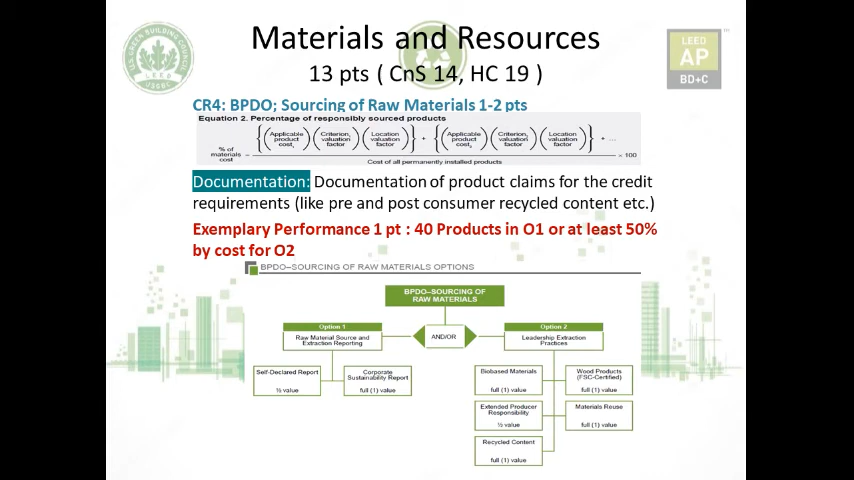 Materials and Resources
13 pts ( CnS 14, HC 19 )
U.S. GREEN BUILDING COUNCIL
LEED
USGBC
LEED
AP
BD+C
CR4: BPDO; Sourcing of Raw Materials 1-2 pts
Equation 2. Percentage of responsibly sourced products
% of materials cost = { (Applicable product cost) (Criterion valuation factor) (Location valuation factor) } + { (Applicable product cost) (Criterion valuation factor) (Location valuation factor) } + ...
Cost of all permanently installed products
× 100
Documentation: Documentation of product claims for the credit
requirements (like pre and post consumer recycled content etc.)
Exemplary Performance 1 pt : 40 Products in O1 or at least 50%
by cost for O2
BPDO–SOURCING OF RAW MATERIALS OPTIONS
BPDO–SOURCING OF
RAW MATERIALS
Option 1
Raw Material Source and
Extraction Reporting
AND/OR
Option 2
Leadership Extraction
Practices
Self-Declared Report
½ value
Corporate
Sustainability Report
full (1) value
Biobased Materials
full (1) value
Wood Products
(FSC-Certified)
full (1) value
Extended Producer
Responsibility
½ value
Materials Reuse
full (1) value
Recycled Content
full (1) value